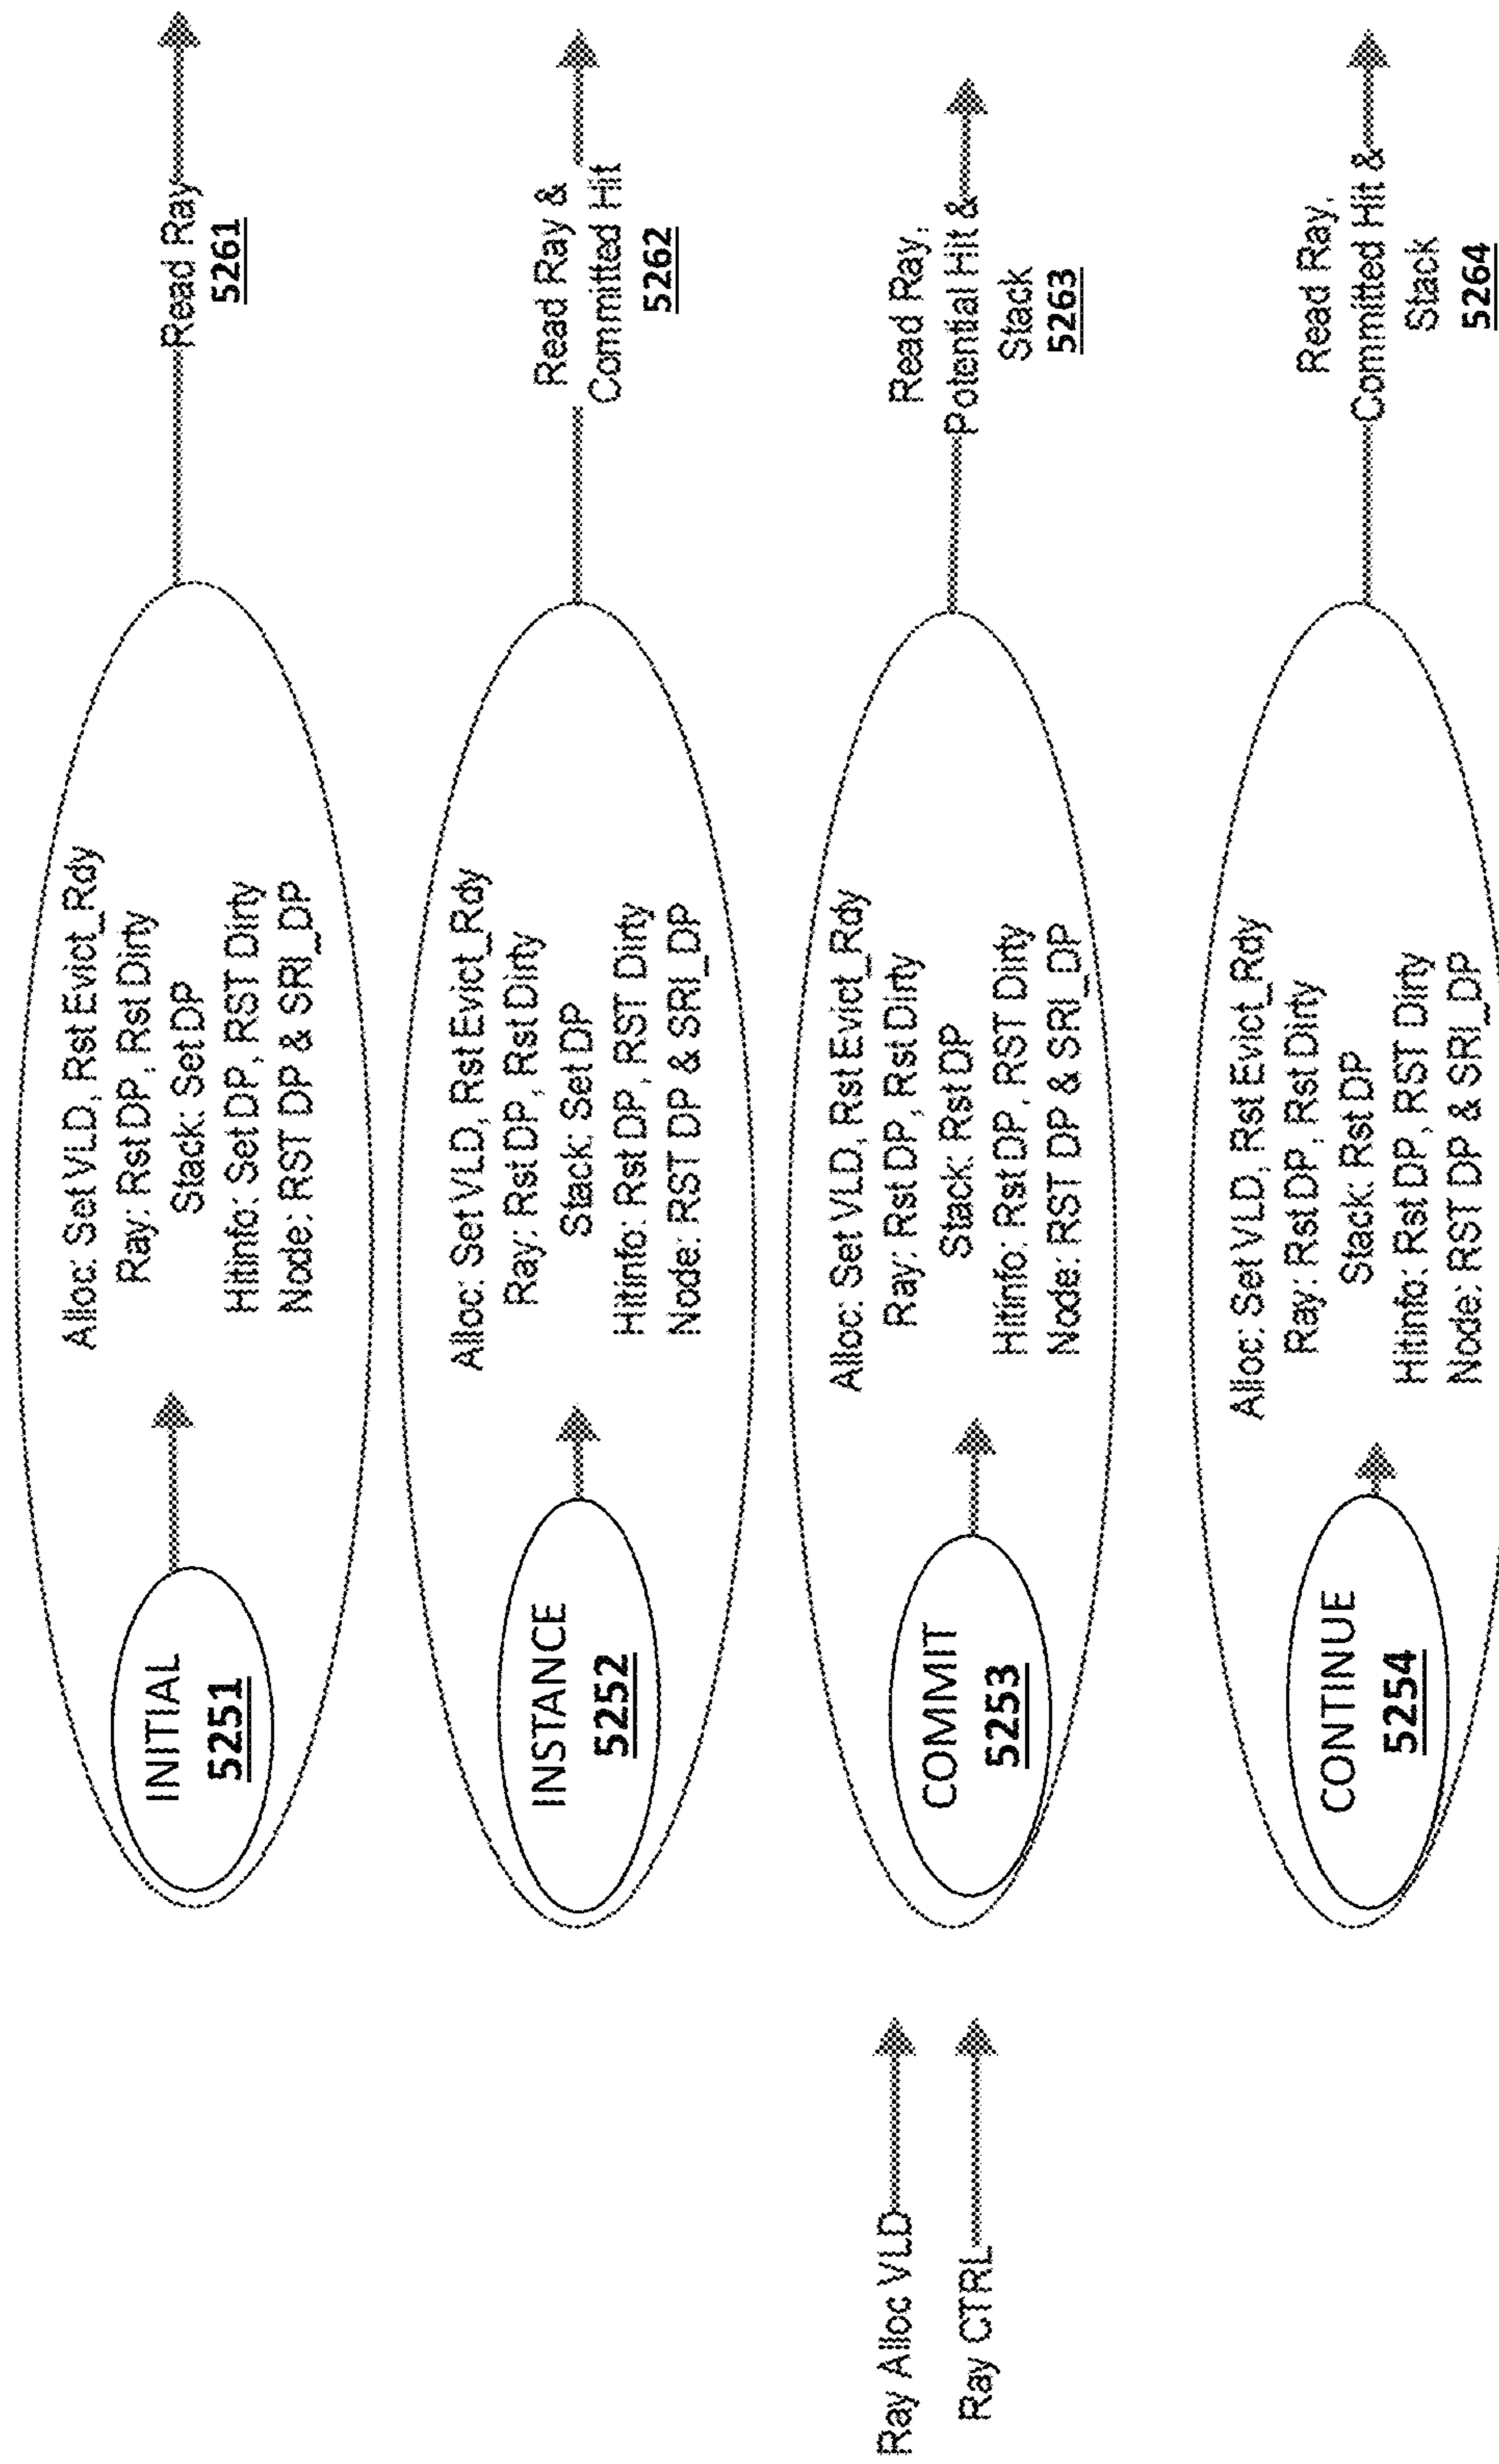 Ray Alloc VLD
Ray CTRL
INITIAL
5251
Alloc: Set VLD, Rst Evict_Rdy
Ray: Rst DP, Rst Dirty
Stack: Set DP
Hitinfo: Set DP, RST Dirty
Node: RST DP & SRI_DP
Read Ray
5261
INSTANCE
5252
Alloc: Set VLD, Rst Evict_Rdy
Ray: Rst DP, Rst Dirty
Stack: Set DP
Hitinfo: Rst DP, RST Dirty
Node: RST DP & SRI_DP
Read Ray &
Committed Hit
5262
COMMIT
5253
Alloc: Set VLD, Rst Evict_Rdy
Ray: Rst DP, Rst Dirty
Stack: Rst DP
Hitinfo: Rst DP, RST Dirty
Node: RST DP & SRI_DP
Read Ray,
Potential Hit &
Stack
5263
CONTINUE
5254
Alloc: Set VLD, Rst Evict_Rdy
Ray: Rst DP, Rst Dirty
Stack: Rst DP
Hitinfo: Rst DP, RST Dirty
Node: RST DP & SRI_DP
Read Ray,
Committed Hit &
Stack
5264